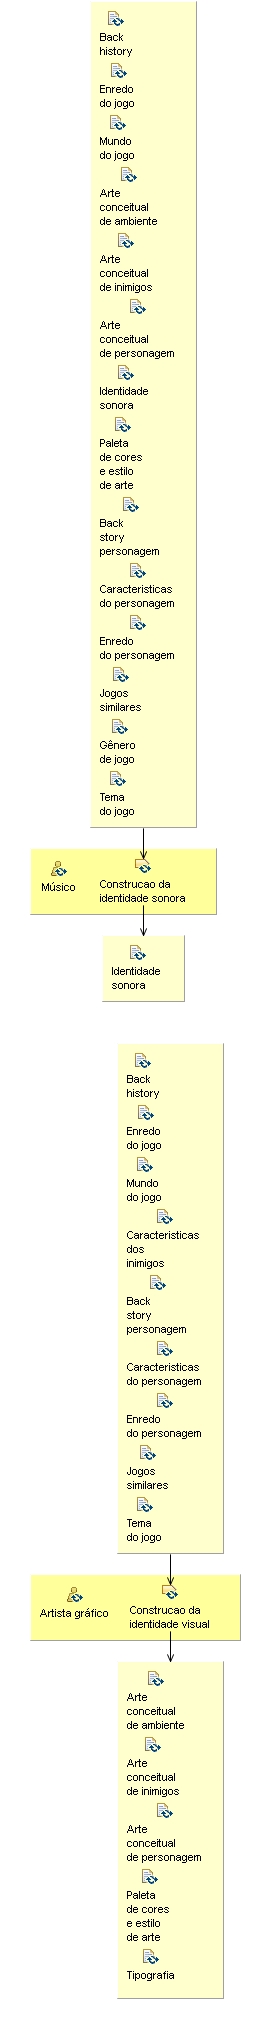 Back
history
Enredo
do jogo
Mundo
do jogo
Arte
conceitual
de ambiente
Arte
conceitual
de inimigos
Arte
conceitual
de personagem
Identidade
sonora
Paleta
de cores
e estilo
de arte
Back
story
personagem
Caracteristicas
do personagem
Enredo
do personagem
Jogos
similares
Gênero
de jogo
Tema
do jogo
Músico
Construcao da
identidade sonora
Identidade
sonora
Back
history
Enredo
do jogo
Mundo
do jogo
Caracteristicas
dos
inimigos
Back
story
personagem
Caracteristicas
do personagem
Enredo
do personagem
Jogos
similares
Tema
do jogo
Artista gráfico
Construcao da
identidade visual
Arte
conceitual
de ambiente
Arte
conceitual
de inimigos
Arte
conceitual
de personagem
Paleta
de cores
e estilo
de arte
Tipografia